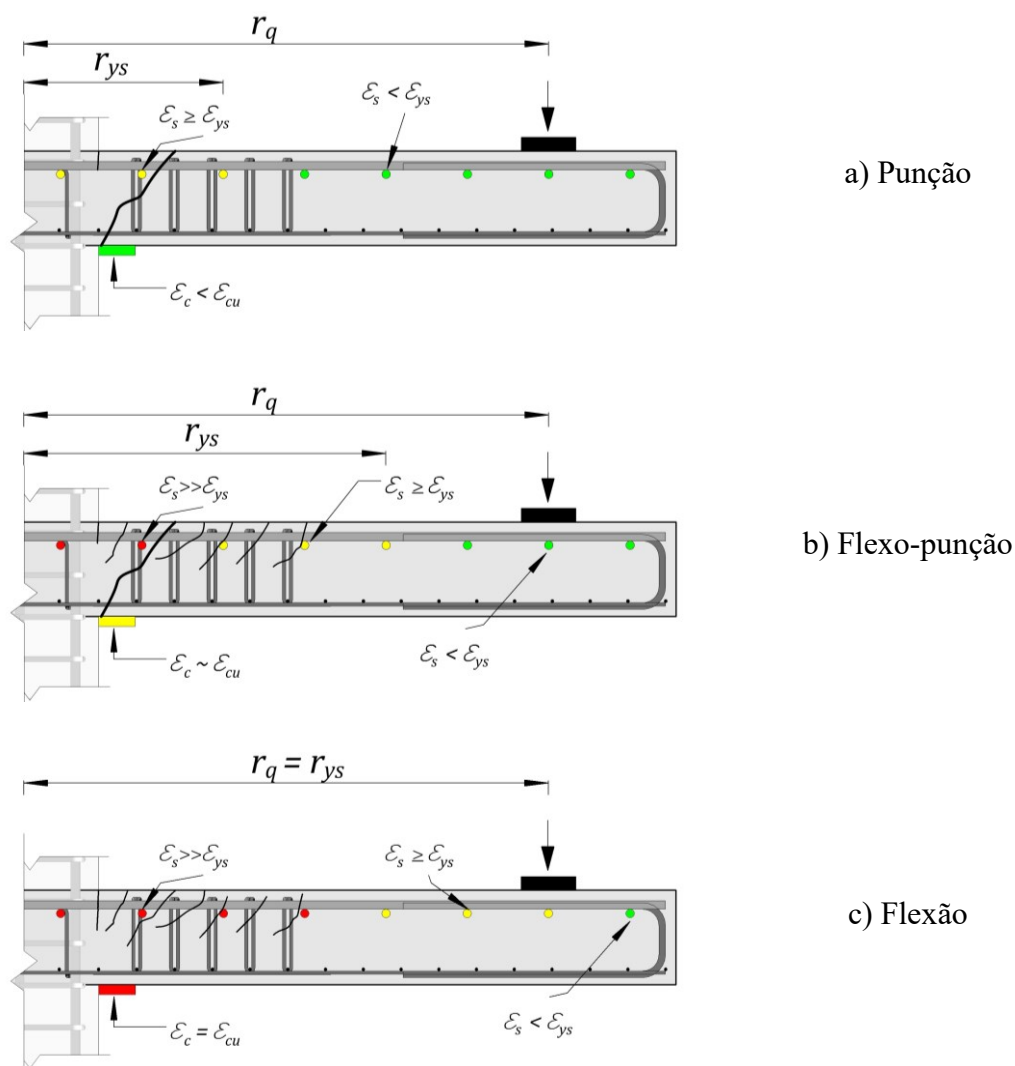 r_q
r_ys
ε_s ≥ ε_ys
ε_s < ε_ys
a) Punção
ε_c < ε_cu
r_q
r_ys
ε_s>>ε_ys
ε_s ≥ ε_ys
b) Flexo-punção
ε_s < ε_ys
ε_c ~ ε_cu
r_q = r_ys
ε_s>>ε_ys
ε_s ≥ ε_ys
c) Flexão
ε_s < ε_ys
ε_c = ε_cu